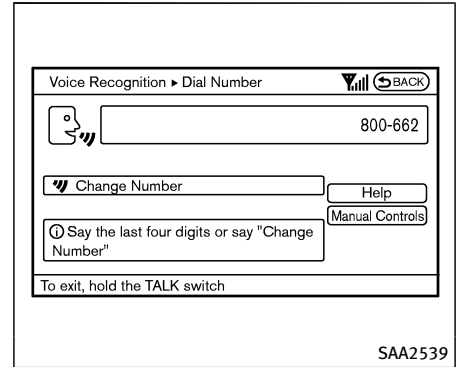 Voice Recognition ▸ Dial Number
BACK
800-662
Change Number
Help
Manual Controls
Say the last four digits or say "Change
Number"
To exit, hold the TALK switch
SAA2539